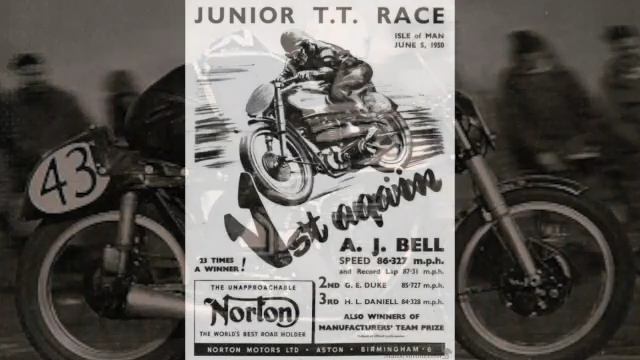 JUNIOR T.T. RACE
ISLE of MAN
JUNE 5, 1950
43
1st again
A. J. BELL
SPEED 86·327 m.p.h.
and Record Lap 87·31 m.p.h.
23 TIMES
A WINNER!
2ND G. E. DUKE 85·727 m.p.h.
3RD H. L. DANIELL 84·328 m.p.h.
ALSO WINNERS OF
MANUFACTURERS' TEAM PRIZE
THE UNAPPROACHABLE
Norton
THE WORLD'S BEST ROAD HOLDER
NORTON MOTORS LTD · ASTON · BIRMINGHAM·6